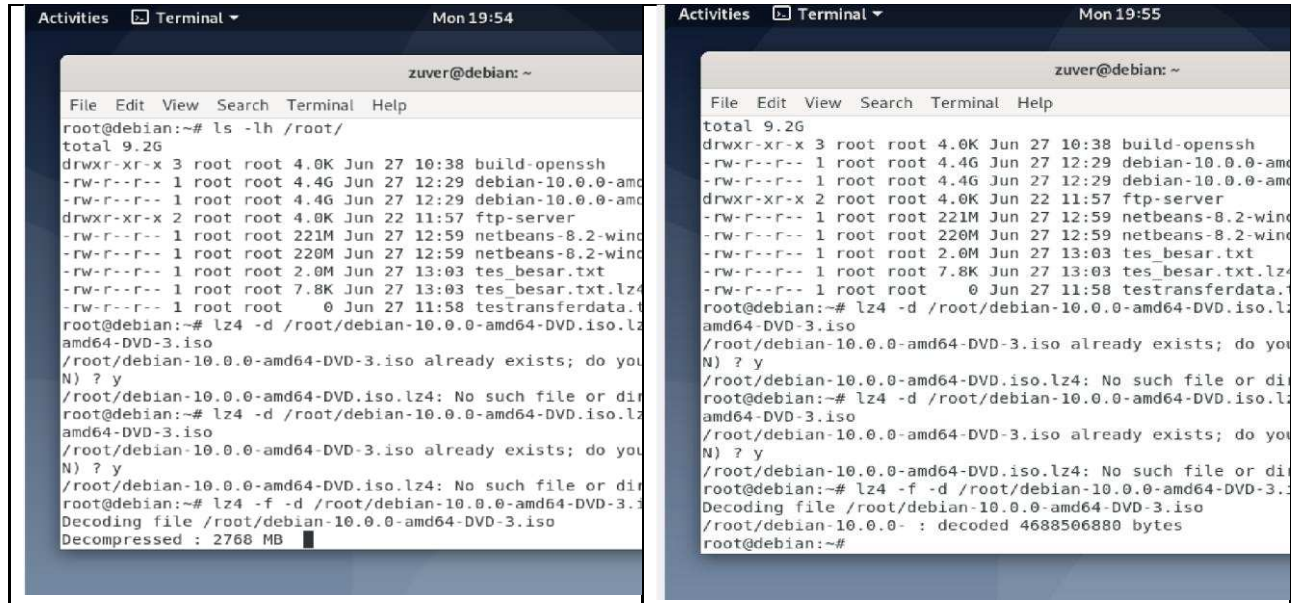 Activities Terminal Mon 19:54
zuver@debian: ~
File Edit View Search Terminal Help
root@debian:~# ls -lh /root/
total 9.2G
drwxr-xr-x 3 root root 4.0K Jun 27 10:38 build-openssh
-rw-r--r-- 1 root root 4.4G Jun 27 12:29 debian-10.0.0-amd
-rw-r--r-- 1 root root 4.4G Jun 27 12:29 debian-10.0.0-amd
drwxr-xr-x 2 root root 4.0K Jun 22 11:57 ftp-server
-rw-r--r-- 1 root root 221M Jun 27 12:59 netbeans-8.2-wind
-rw-r--r-- 1 root root 220M Jun 27 12:59 netbeans-8.2-wind
-rw-r--r-- 1 root root 2.0M Jun 27 13:03 tes_besar.txt
-rw-r--r-- 1 root root 7.8K Jun 27 13:03 tes_besar.txt.lz4
-rw-r--r-- 1 root root 0 Jun 27 11:58 testransferdata.t
root@debian:~# lz4 -d /root/debian-10.0.0-amd64-DVD.iso.lz
amd64-DVD-3.iso
/root/debian-10.0.0-amd64-DVD-3.iso already exists; do you
N) ? y
/root/debian-10.0.0-amd64-DVD.iso.lz4: No such file or dir
root@debian:~# lz4 -d /root/debian-10.0.0-amd64-DVD.iso.lz
amd64-DVD-3.iso
/root/debian-10.0.0-amd64-DVD-3.iso already exists; do you
N) ? y
/root/debian-10.0.0-amd64-DVD.iso.lz4: No such file or dir
root@debian:~# lz4 -f -d /root/debian-10.0.0-amd64-DVD-3.i
Decoding file /root/debian-10.0.0-amd64-DVD-3.iso
Decompressed : 2768 MB
Activities Terminal Mon 19:55
zuver@debian: ~
File Edit View Search Terminal Help
total 9.2G
drwxr-xr-x 3 root root 4.0K Jun 27 10:38 build-openssh
-rw-r--r-- 1 root root 4.4G Jun 27 12:29 debian-10.0.0-amd
-rw-r--r-- 1 root root 4.4G Jun 27 12:29 debian-10.0.0-amd
drwxr-xr-x 2 root root 4.0K Jun 22 11:57 ftp-server
-rw-r--r-- 1 root root 221M Jun 27 12:59 netbeans-8.2-wind
-rw-r--r-- 1 root root 220M Jun 27 12:59 netbeans-8.2-wind
-rw-r--r-- 1 root root 2.0M Jun 27 13:03 tes_besar.txt
-rw-r--r-- 1 root root 7.8K Jun 27 13:03 tes_besar.txt.lz4
-rw-r--r-- 1 root root 0 Jun 27 11:58 testransferdata.t
root@debian:~# lz4 -d /root/debian-10.0.0-amd64-DVD.iso.lz
amd64-DVD-3.iso
/root/debian-10.0.0-amd64-DVD-3.iso already exists; do you
N) ? y
/root/debian-10.0.0-amd64-DVD.iso.lz4: No such file or dir
root@debian:~# lz4 -d /root/debian-10.0.0-amd64-DVD.iso.lz
amd64-DVD-3.iso
/root/debian-10.0.0-amd64-DVD-3.iso already exists; do you
N) ? y
/root/debian-10.0.0-amd64-DVD.iso.lz4: No such file or dir
root@debian:~# lz4 -f -d /root/debian-10.0.0-amd64-DVD-3.i
Decoding file /root/debian-10.0.0-amd64-DVD-3.iso
/root/debian-10.0.0- : decoded 4688506880 bytes
root@debian:~#